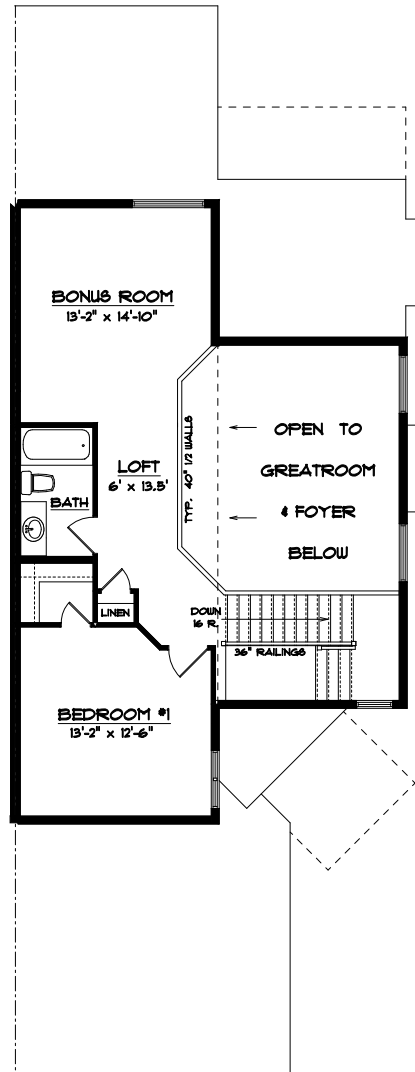 BONUS ROOM
13'-2" x 14'-10"
TYP. 40" 1/2 WALLS
← OPEN TO
GREATROOM
← & FOYER
BELOW
LOFT
6' x 13.5'
BATH
LINEN
DOWN
16 R.
36" RAILINGS
BEDROOM #1
13'-2" x 12'-6"